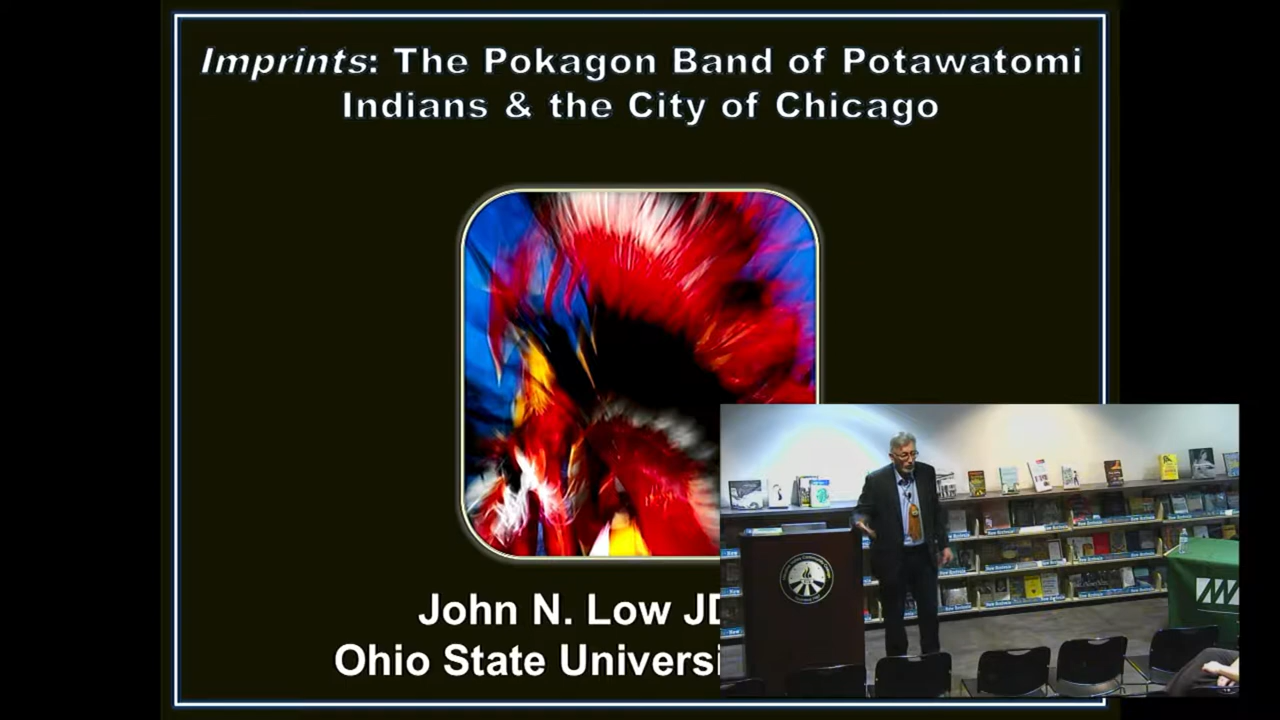 Imprints: The Pokagon Band of Potawatomi
Indians & the City of Chicago
John N. Low JD
Ohio State Universi